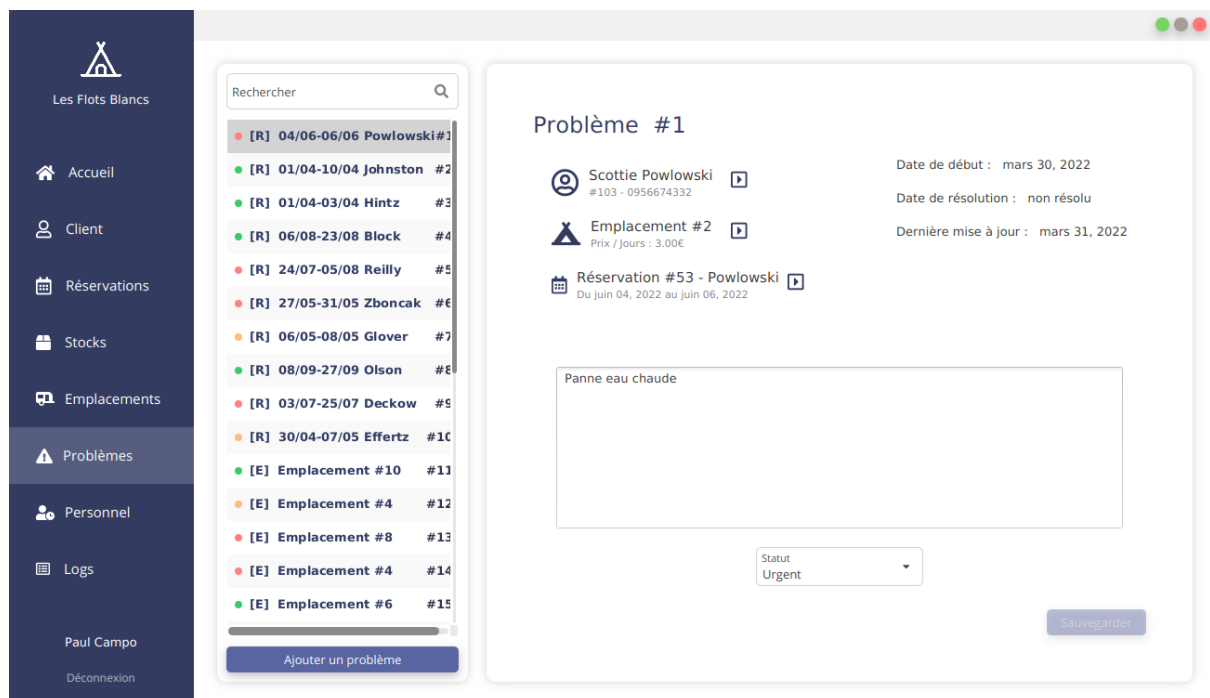 Les Flots Blancs
Accueil
Client
Réservations
Stocks
Emplacements
Problèmes
Personnel
Logs
Paul Campo
Déconnexion
Rechercher
[R] 04/06-06/06 Powlowski #1
[R] 01/04-10/04 Johnston #2
[R] 01/04-03/04 Hintz #3
[R] 06/08-23/08 Block #4
[R] 24/07-05/08 Reilly #5
[R] 27/05-31/05 Zboncak #6
[R] 06/05-08/05 Glover #7
[R] 08/09-27/09 Olson #8
[R] 03/07-25/07 Deckow #9
[R] 30/04-07/05 Effertz #10
[E] Emplacement #10 #11
[E] Emplacement #4 #12
[E] Emplacement #8 #13
[E] Emplacement #4 #14
[E] Emplacement #6 #15
Ajouter un problème
Problème #1
Scottie Powlowski
#103 - 0956674332
Emplacement #2
Prix / Jours : 3.00€
Réservation #53 - Powlowski
Du juin 04, 2022 au juin 06, 2022
Date de début : mars 30, 2022
Date de résolution : non résolu
Dernière mise à jour : mars 31, 2022
Panne eau chaude
Statut
Urgent
Sauvegarder